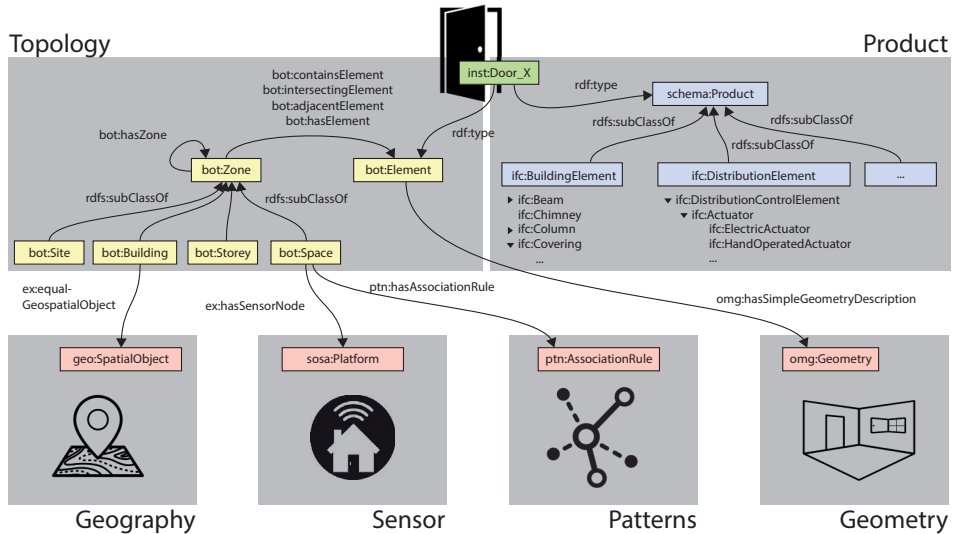 Topology
Product
inst:Door_X
bot:containsElement
bot:intersectingElement
bot:adjacentElement
bot:hasElement
rdf:type
rdf:type
schema:Product
bot:hasZone
rdfs:subClassOf
rdfs:subClassOf
rdfs:subClassOf
bot:Zone
bot:Element
ifc:BuildingElement
ifc:DistributionElement
...
rdfs:subClassOf
rdfs:subClassOf
ifc:Beam
ifc:Chimney
ifc:Column
ifc:Covering
...
ifc:DistributionControlElement
ifc:Actuator
ifc:ElectricActuator
ifc:HandOperatedActuator
...
bot:Site
bot:Building
bot:Storey
bot:Space
ex:equal-
GeospatialObject
ex:hasSensorNode
ptn:hasAssociationRule
omg:hasSimpleGeometryDescription
geo:SpatialObject
sosa:Platform
ptn:AssociationRule
omg:Geometry
Geography
Sensor
Patterns
Geometry